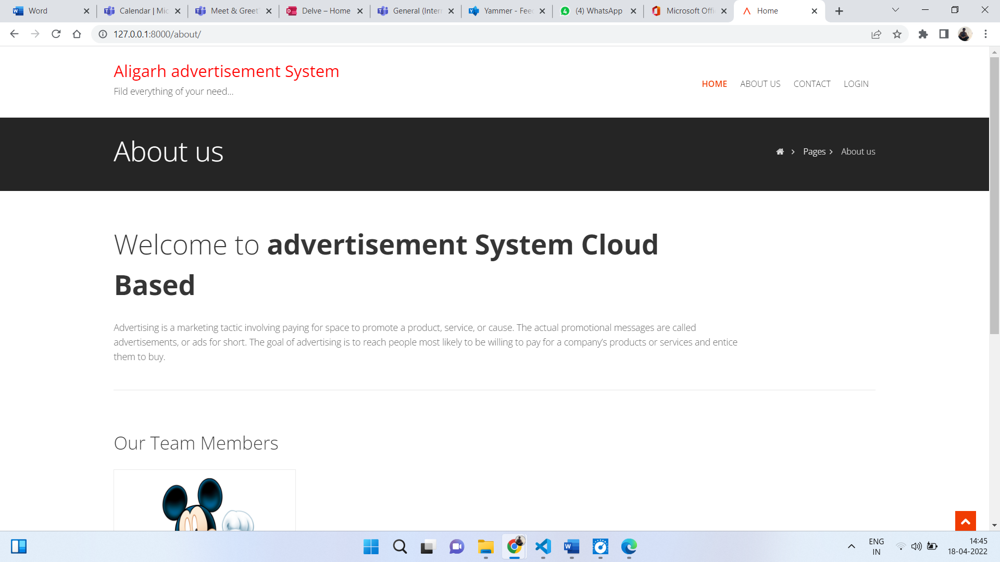 Word
Calendar | Mic
Meet & Greet
Delve – Home
General (Intern
Yammer - Feed
(4) WhatsApp
Microsoft Offi
Home
127.0.0.1:8000/about/
Aligarh advertisement System
Fild everything of your need...
HOME ABOUT US CONTACT LOGIN
About us
Pages About us
Welcome to advertisement System Cloud
Based
Advertising is a marketing tactic involving paying for space to promote a product, service, or cause. The actual promotional messages are called
advertisements, or ads for short. The goal of advertising is to reach people most likely to be willing to pay for a company’s products or services and entice
them to buy.
Our Team Members
ENG
IN
14:45
18-04-2022